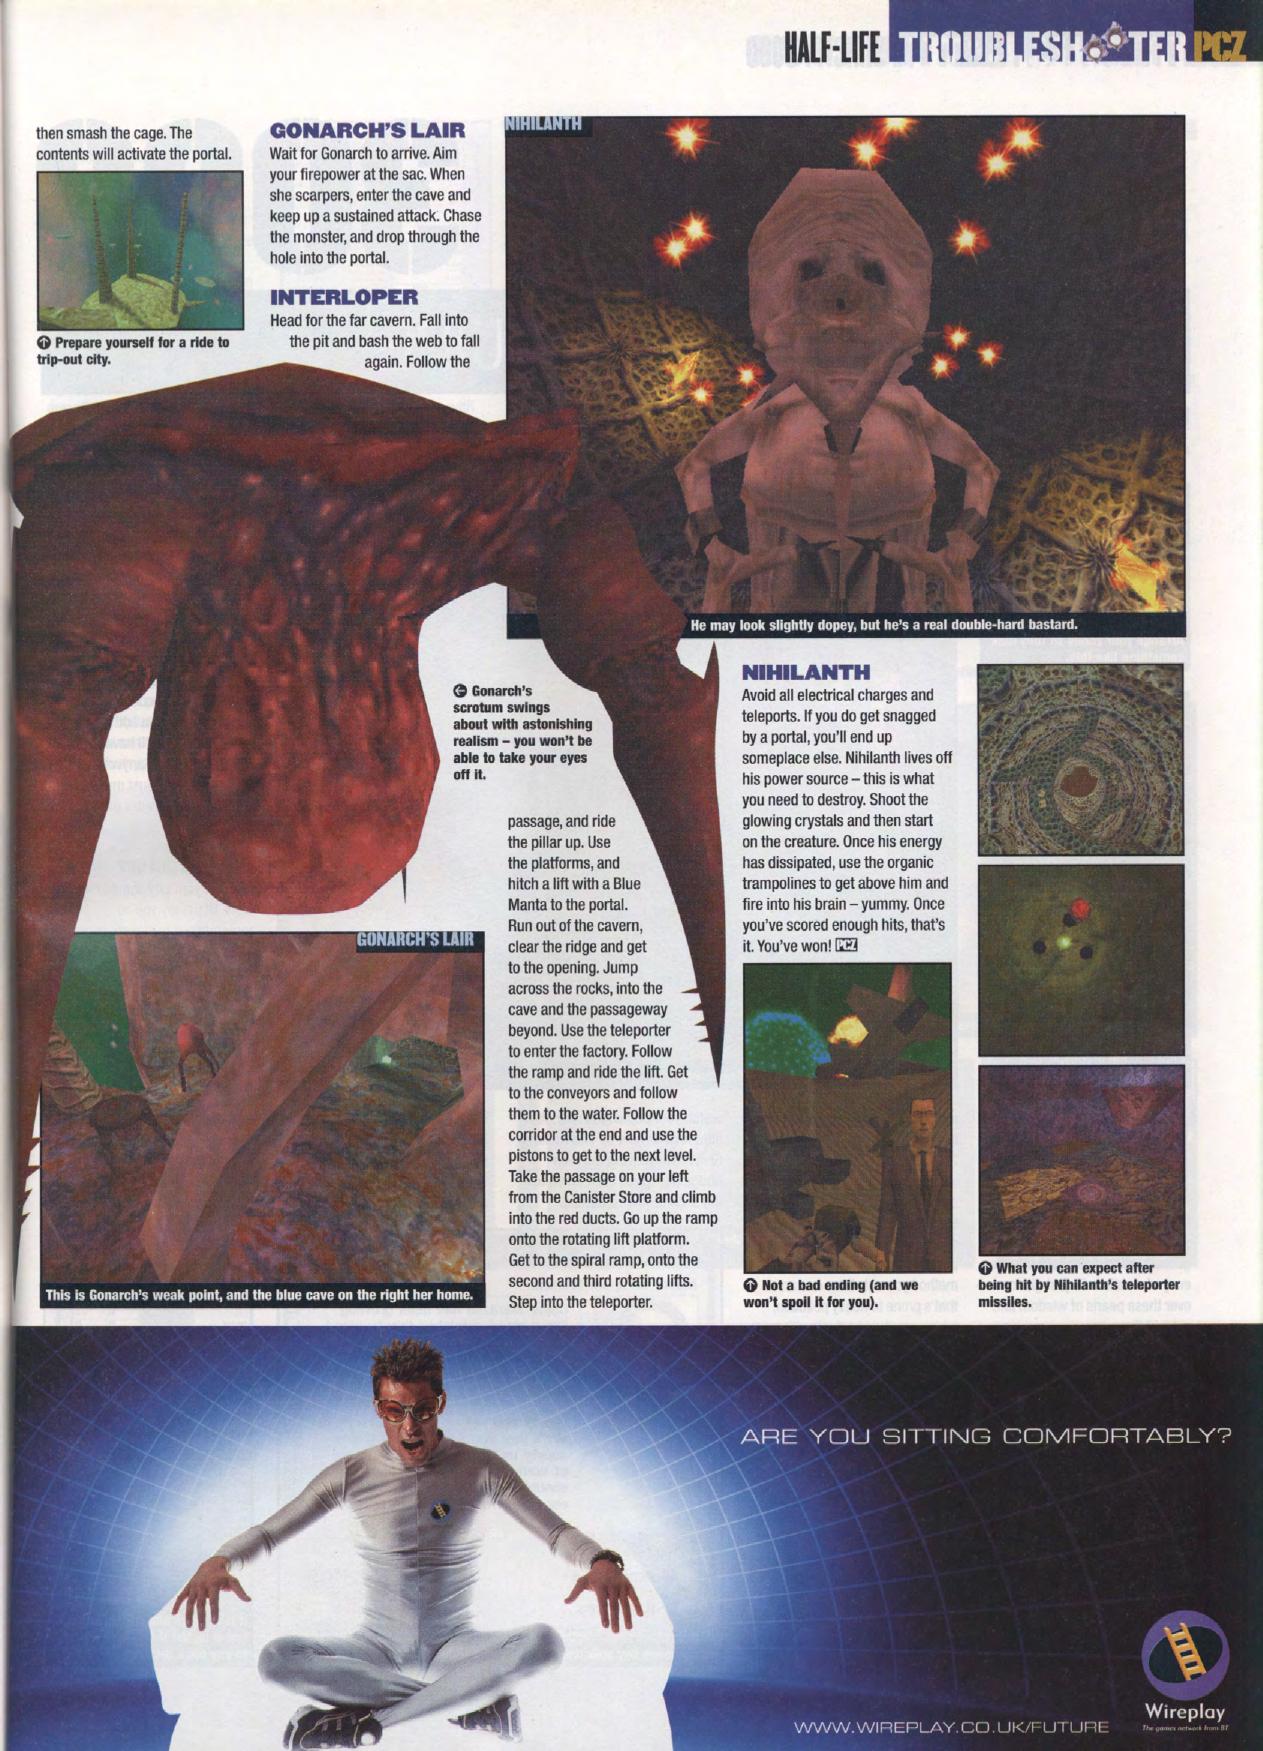 HALF-LIFE TROUBLESHOOTER PCZ
then smash the cage. The
contents will activate the portal.
Prepare yourself for a ride to
trip-out city.
GONARCH'S LAIR
Wait for Gonarch to arrive. Aim
your firepower at the sac. When
she scarpers, enter the cave and
keep up a sustained attack. Chase
the monster, and drop through the
hole into the portal.
INTERLOPER
Head for the far cavern. Fall into
the pit and bash the web to fall
again. Follow the
NIHILANTH
He may look slightly dopey, but he's a real double-hard bastard.
Gonarch's
scrotum swings
about with astonishing
realism – you won't be
able to take your eyes
off it.
GONARCH'S LAIR
This is Gonarch's weak point, and the blue cave on the right her home.
passage, and ride
the pillar up. Use
the platforms, and
hitch a lift with a Blue
Manta to the portal.
Run out of the cavern,
clear the ridge and get
to the opening. Jump
across the rocks, into the
cave and the passageway
beyond. Use the teleporter
to enter the factory. Follow
the ramp and ride the lift. Get
to the conveyors and follow
them to the water. Follow the
corridor at the end and use the
pistons to get to the next level.
Take the passage on your left
from the Canister Store and climb
into the red ducts. Go up the ramp
onto the rotating lift platform.
Get to the spiral ramp, onto the
second and third rotating lifts.
Step into the teleporter.
NIHILANTH
Avoid all electrical charges and
teleports. If you do get snagged
by a portal, you'll end up
someplace else. Nihilanth lives off
his power source – this is what
you need to destroy. Shoot the
glowing crystals and then start
on the creature. Once his energy
has dissipated, use the organic
trampolines to get above him and
fire into his brain – yummy. Once
you've scored enough hits, that's
it. You've won! PCZ
Not a bad ending (and we
won't spoil it for you).
What you can expect after
being hit by Nihilanth's teleporter
missiles.
ARE YOU SITTING COMFORTABLY?
WWW.WIREPLAY.CO.UK/FUTURE
Wireplay
The games network from BT